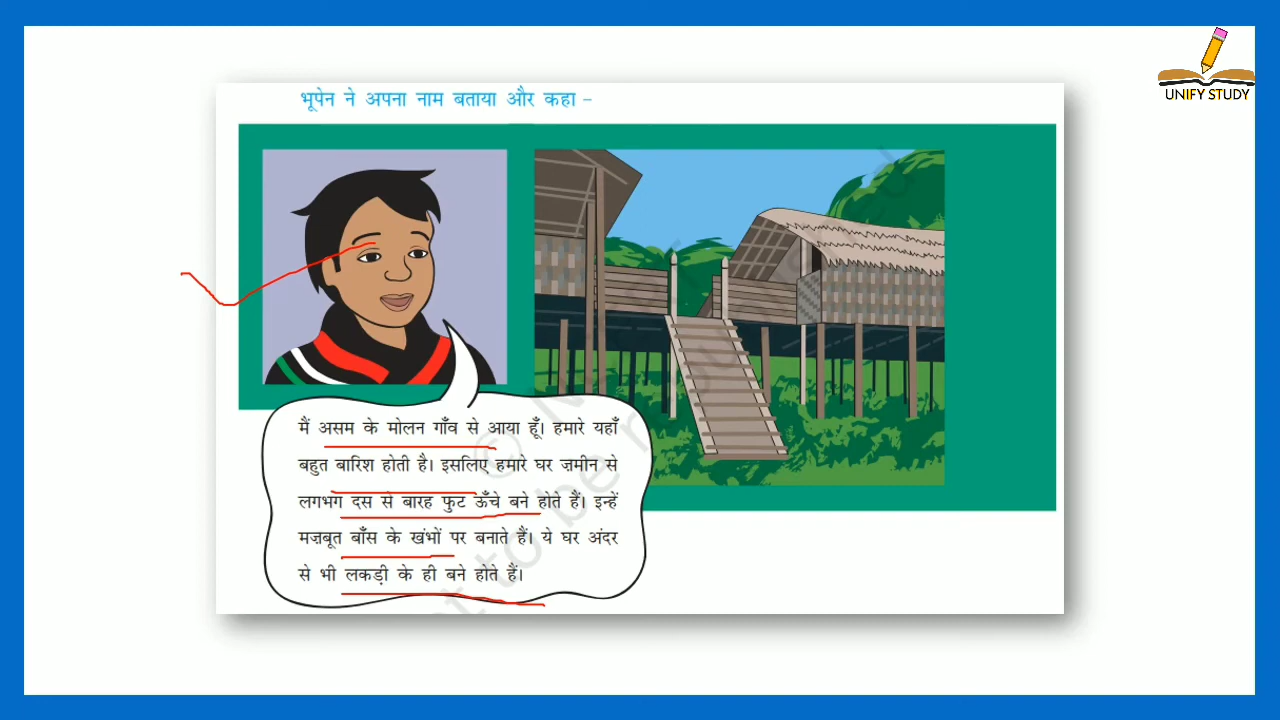 भूपेन ने अपना नाम बताया और कहा –
UNIFY STUDY
मैं असम के मोलन गाँव से आया हूँ। हमारे यहाँ
बहुत बारिश होती है। इसलिए हमारे घर ज़मीन से
लगभग दस से बारह फुट ऊँचे बने होते हैं। इन्हें
मज़बूत बाँस के खंभों पर बनाते हैं। ये घर अंदर
से भी लकड़ी के ही बने होते हैं।